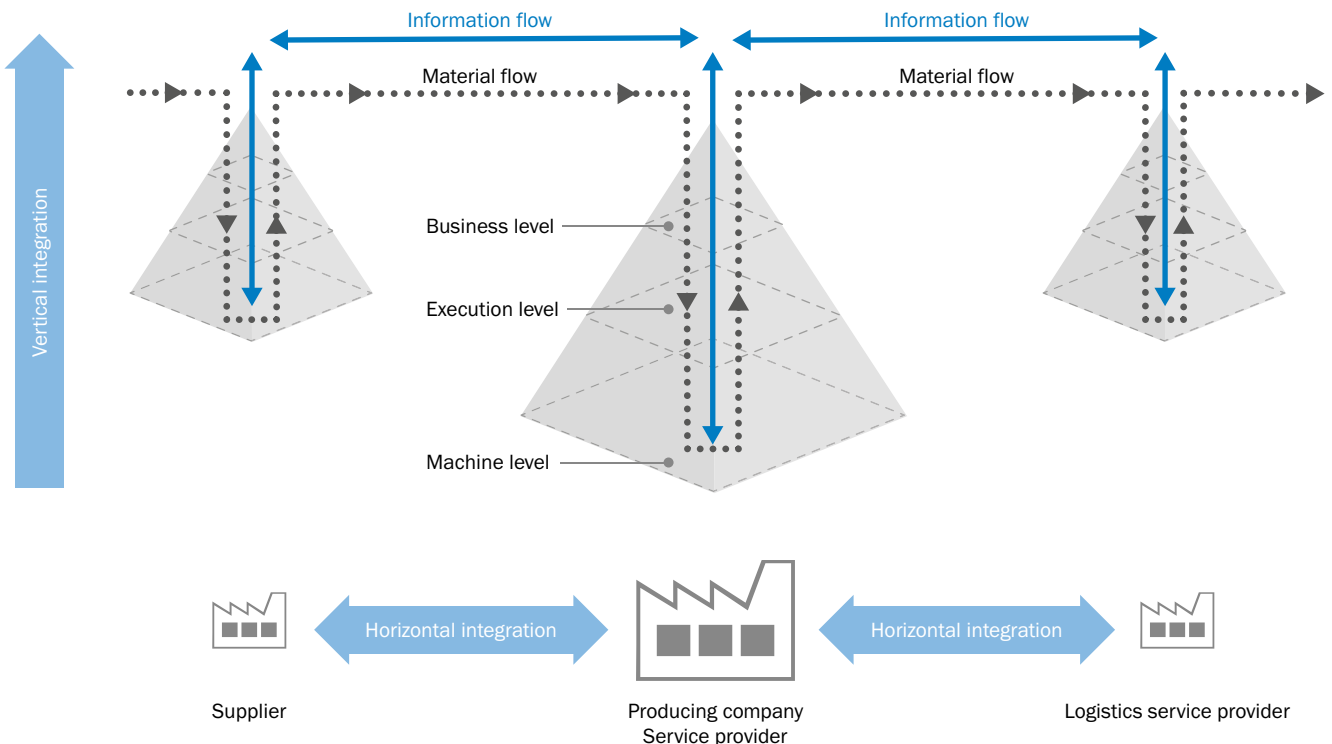 Information flow
Information flow
Material flow
Material flow
Vertical integration
Business level
Execution level
Machine level
Horizontal integration
Horizontal integration
Supplier
Producing company
Service provider
Logistics service provider